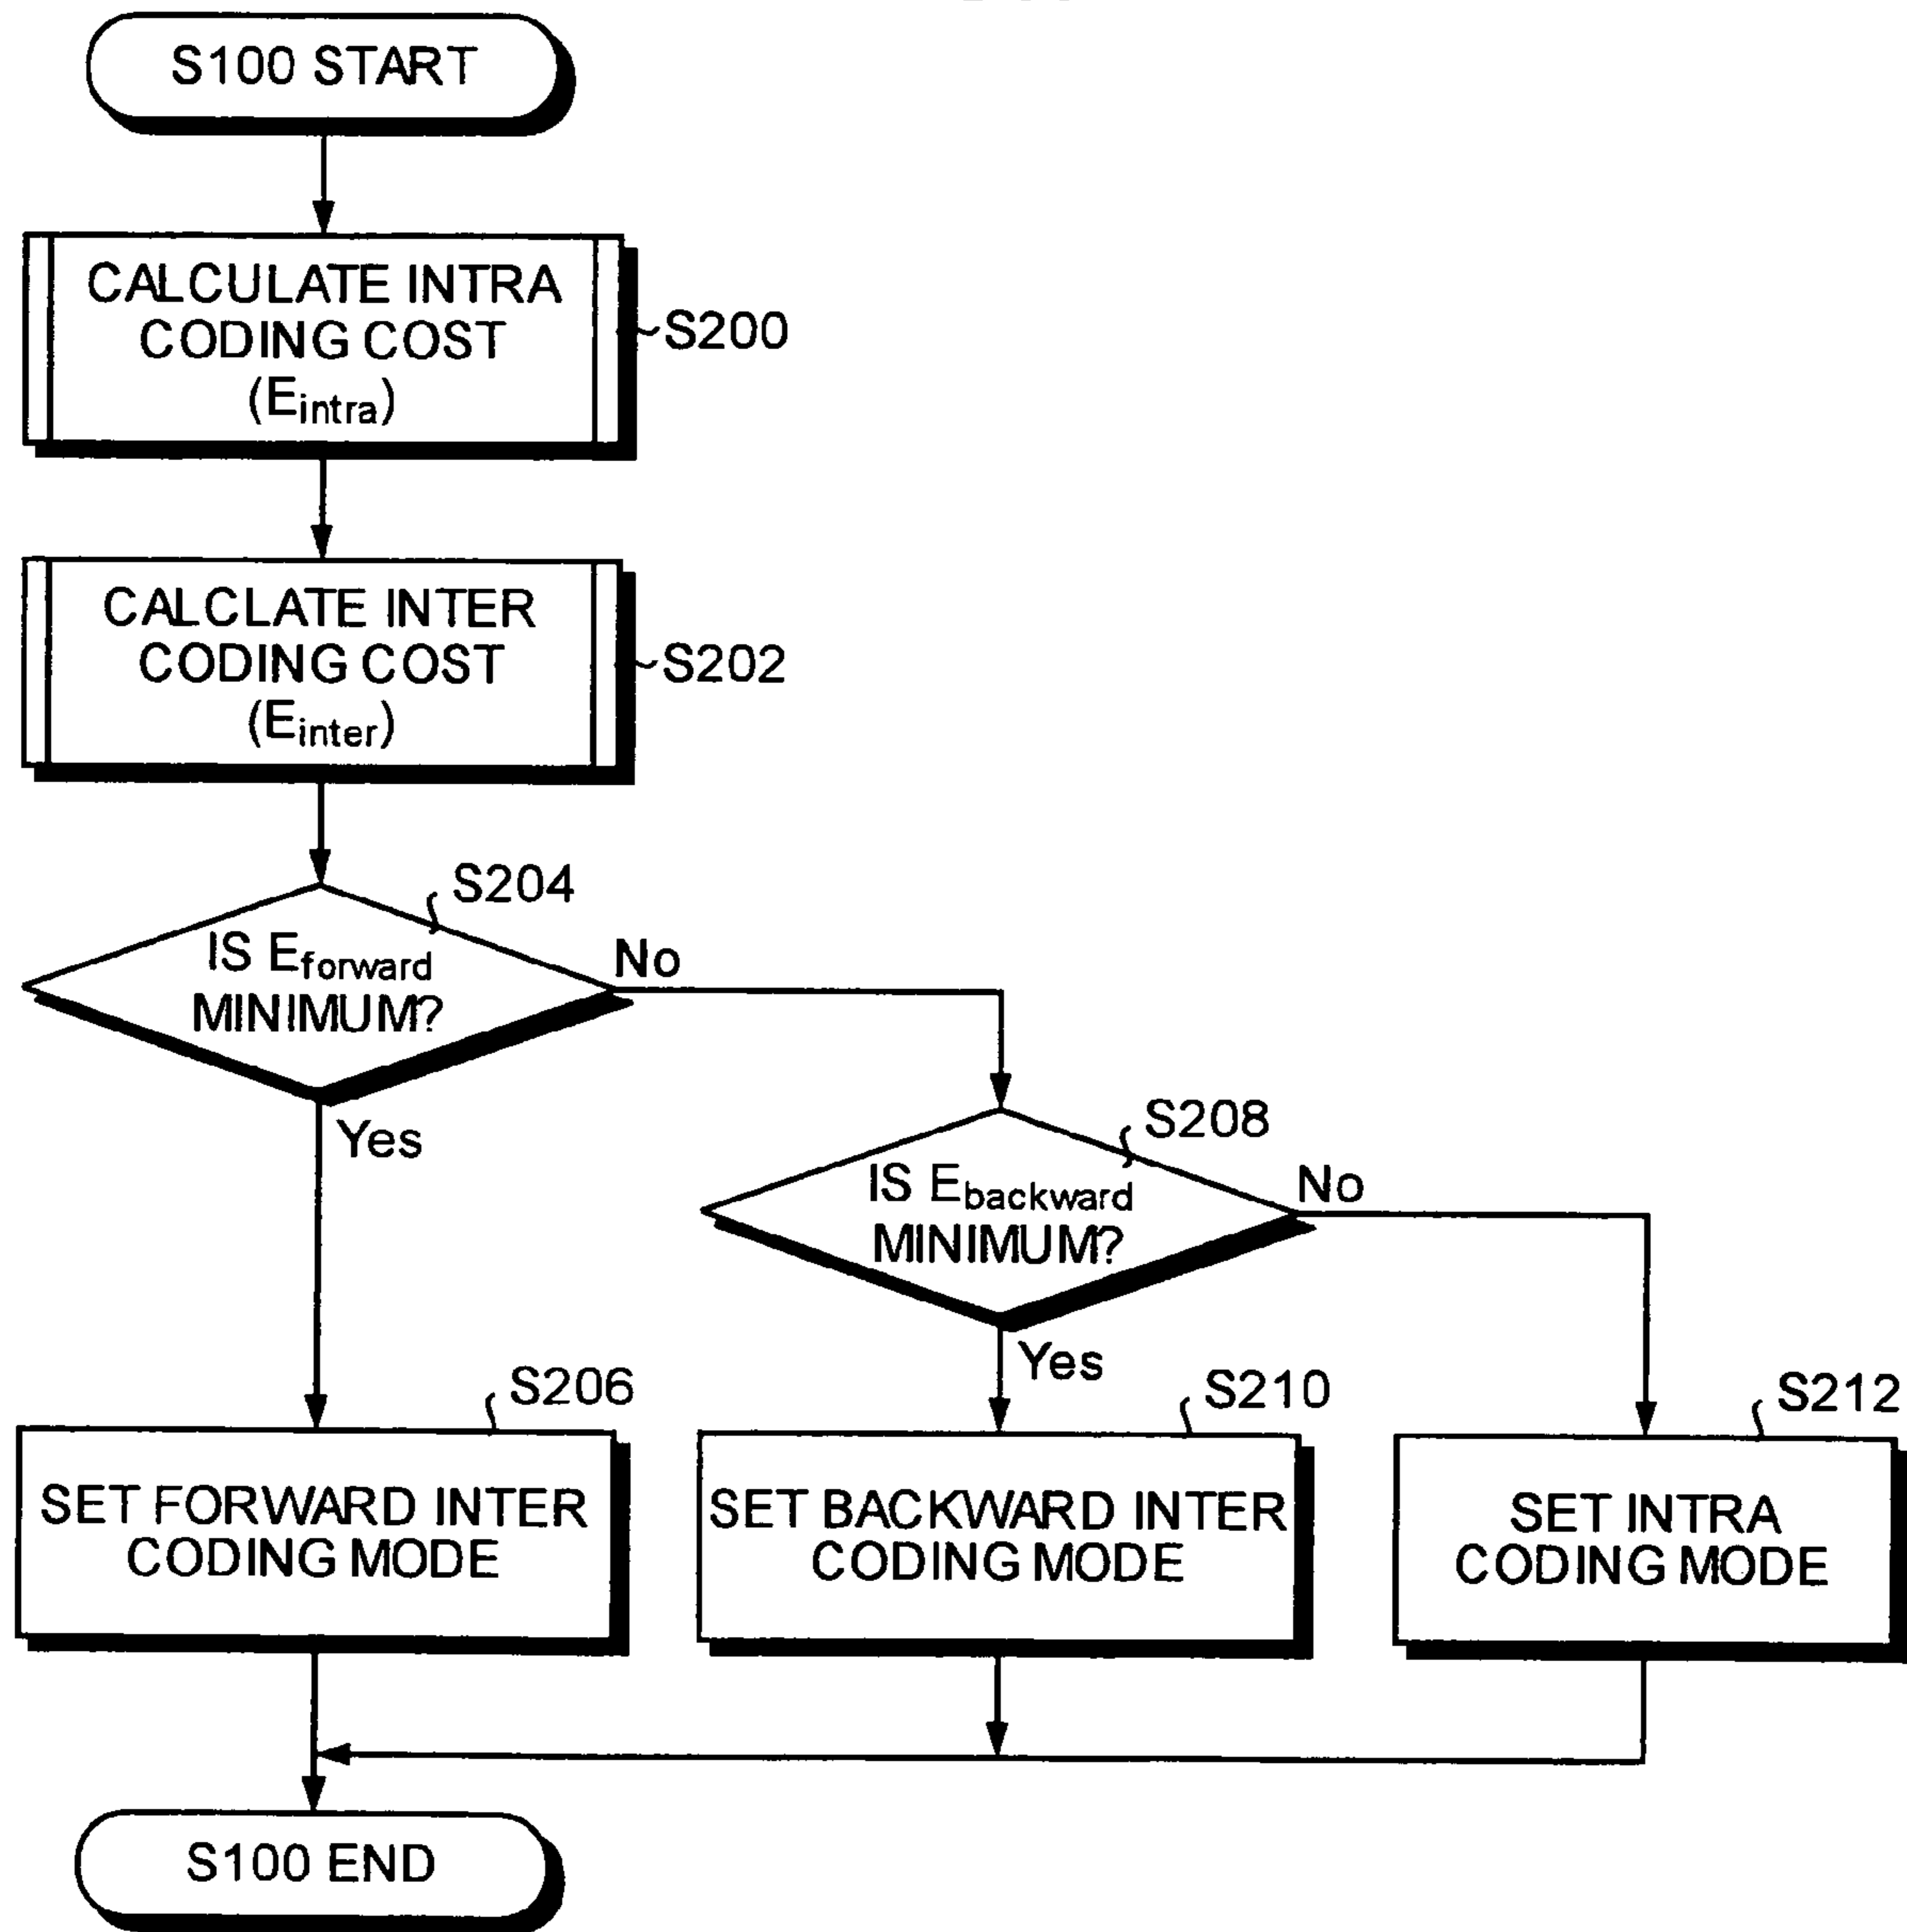 S100 START
CALCULATE INTRA
CODING COST
(Eintra)
S200
CALCLATE INTER
CODING COST
(Einter)
S202
S204
IS Eforward
MINIMUM?
No
Yes
S208
IS Ebackward
MINIMUM?
No
Yes
S206
SET FORWARD INTER
CODING MODE
S210
SET BACKWARD INTER
CODING MODE
S212
SET INTRA
CODING MODE
S100 END